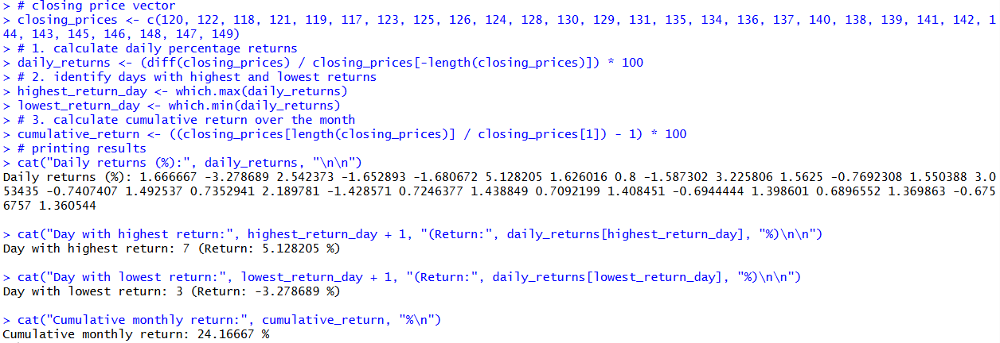 > # closing price vector
> closing_prices <- c(120, 122, 118, 121, 119, 117, 123, 125, 126, 124, 128, 130, 129, 131, 135, 134, 136, 137, 140, 138, 139, 141, 142, 1
44, 143, 145, 146, 148, 147, 149)
> # 1. calculate daily percentage returns
> daily_returns <- (diff(closing_prices) / closing_prices[-length(closing_prices)]) * 100
> # 2. identify days with highest and lowest returns
> highest_return_day <- which.max(daily_returns)
> lowest_return_day <- which.min(daily_returns)
> # 3. calculate cumulative return over the month
> cumulative_return <- ((closing_prices[length(closing_prices)] / closing_prices[1]) - 1) * 100
> # printing results
> cat("Daily returns (%):", daily_returns, "\n\n")
Daily returns (%): 1.666667 -3.278689 2.542373 -1.652893 -1.680672 5.128205 1.626016 0.8 -1.587302 3.225806 1.5625 -0.7692308 1.550388 3.0
53435 -0.7407407 1.492537 0.7352941 2.189781 -1.428571 0.7246377 1.438849 0.7092199 1.408451 -0.6944444 1.398601 0.6896552 1.369863 -0.675
6757 1.360544
> cat("Day with highest return:", highest_return_day + 1, "(Return:", daily_returns[highest_return_day], "%)\n\n")
Day with highest return: 7 (Return: 5.128205 %)
> cat("Day with lowest return:", lowest_return_day + 1, "(Return:", daily_returns[lowest_return_day], "%)\n\n")
Day with lowest return: 3 (Return: -3.278689 %)
> cat("Cumulative monthly return:", cumulative_return, "%\n")
Cumulative monthly return: 24.16667 %